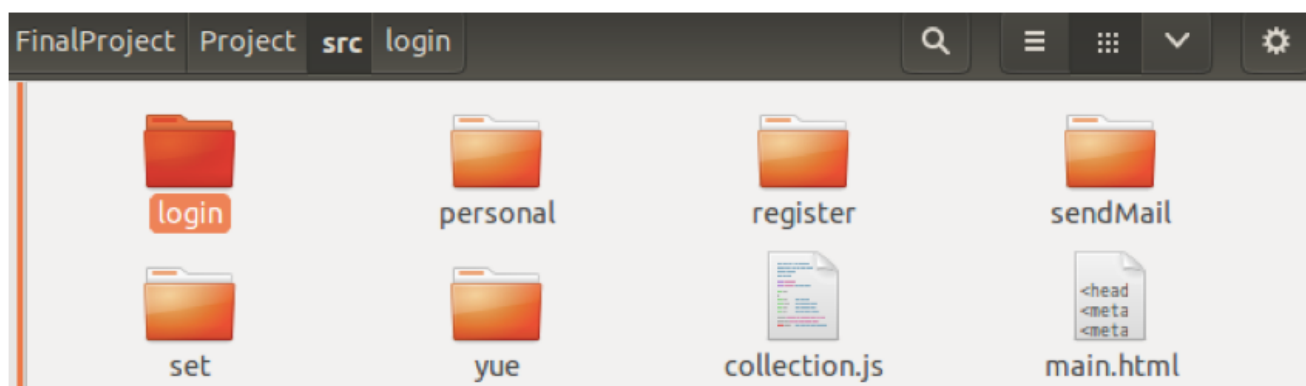 FinalProject Project src login
login personal register sendMail
<head
<meta
<meta
set yue collection.js main.html